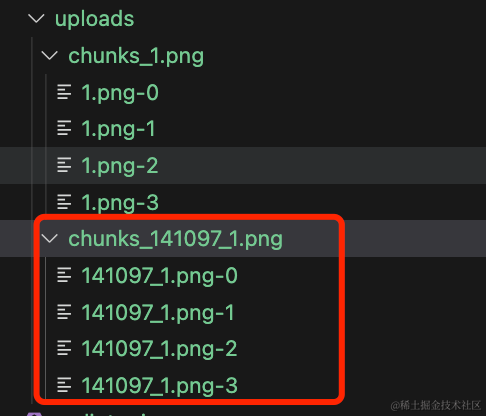 uploads
chunks_1.png
1.png-0
1.png-1
1.png-2
1.png-3
chunks_141097_1.png
141097_1.png-0
141097_1.png-1
141097_1.png-2
141097_1.png-3
@稀土掘金技术社区